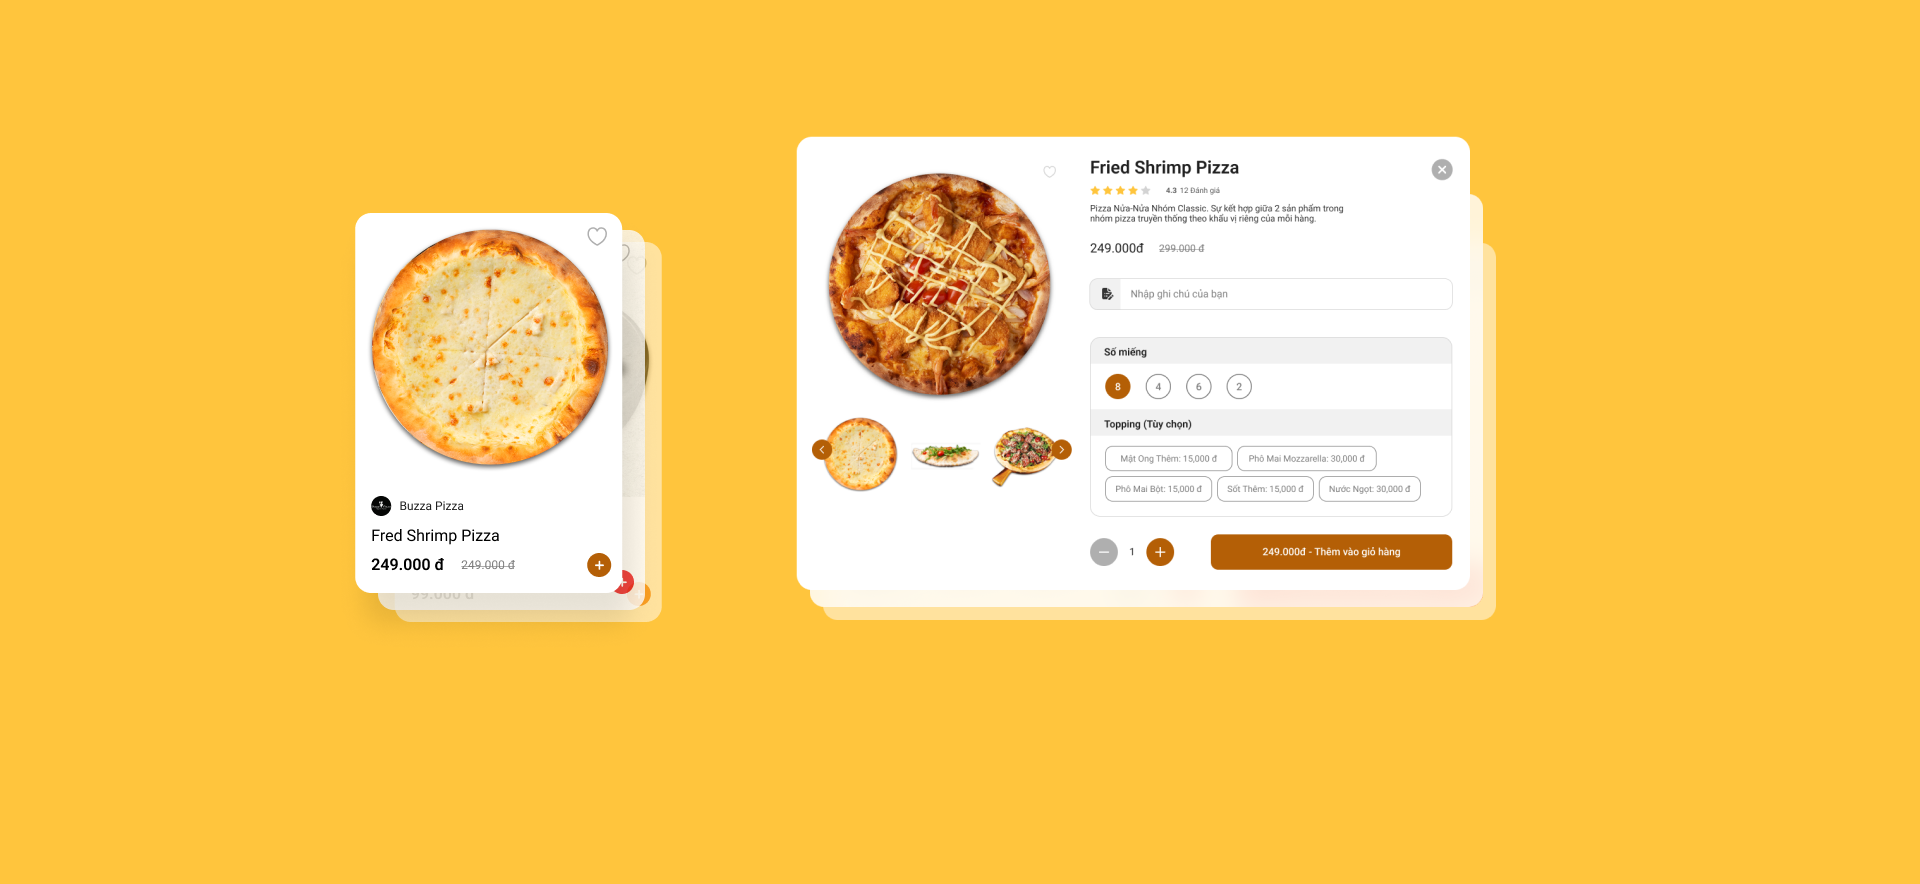 Buzza Pizza
Fred Shrimp Pizza
249.000 đ 249.000 đ
99.000 đ
Fried Shrimp Pizza
4.3 12 Đánh giá
Pizza Nửa-Nửa Nhóm Classic. Sự kết hợp giữa 2 sản phẩm trong
nhóm pizza truyền thống theo khẩu vị riêng của mỗi hàng.
249.000đ 299.000 đ
Nhập ghi chú của bạn
Số miếng
8 4 6 2
Topping (Tùy chọn)
Mật Ong Thêm: 15,000 đ Phô Mai Mozzarella: 30,000 đ
Phô Mai Bột: 15,000 đ Sốt Thêm: 15,000 đ Nước Ngọt: 30,000 đ
1
249.000đ - Thêm vào giỏ hàng